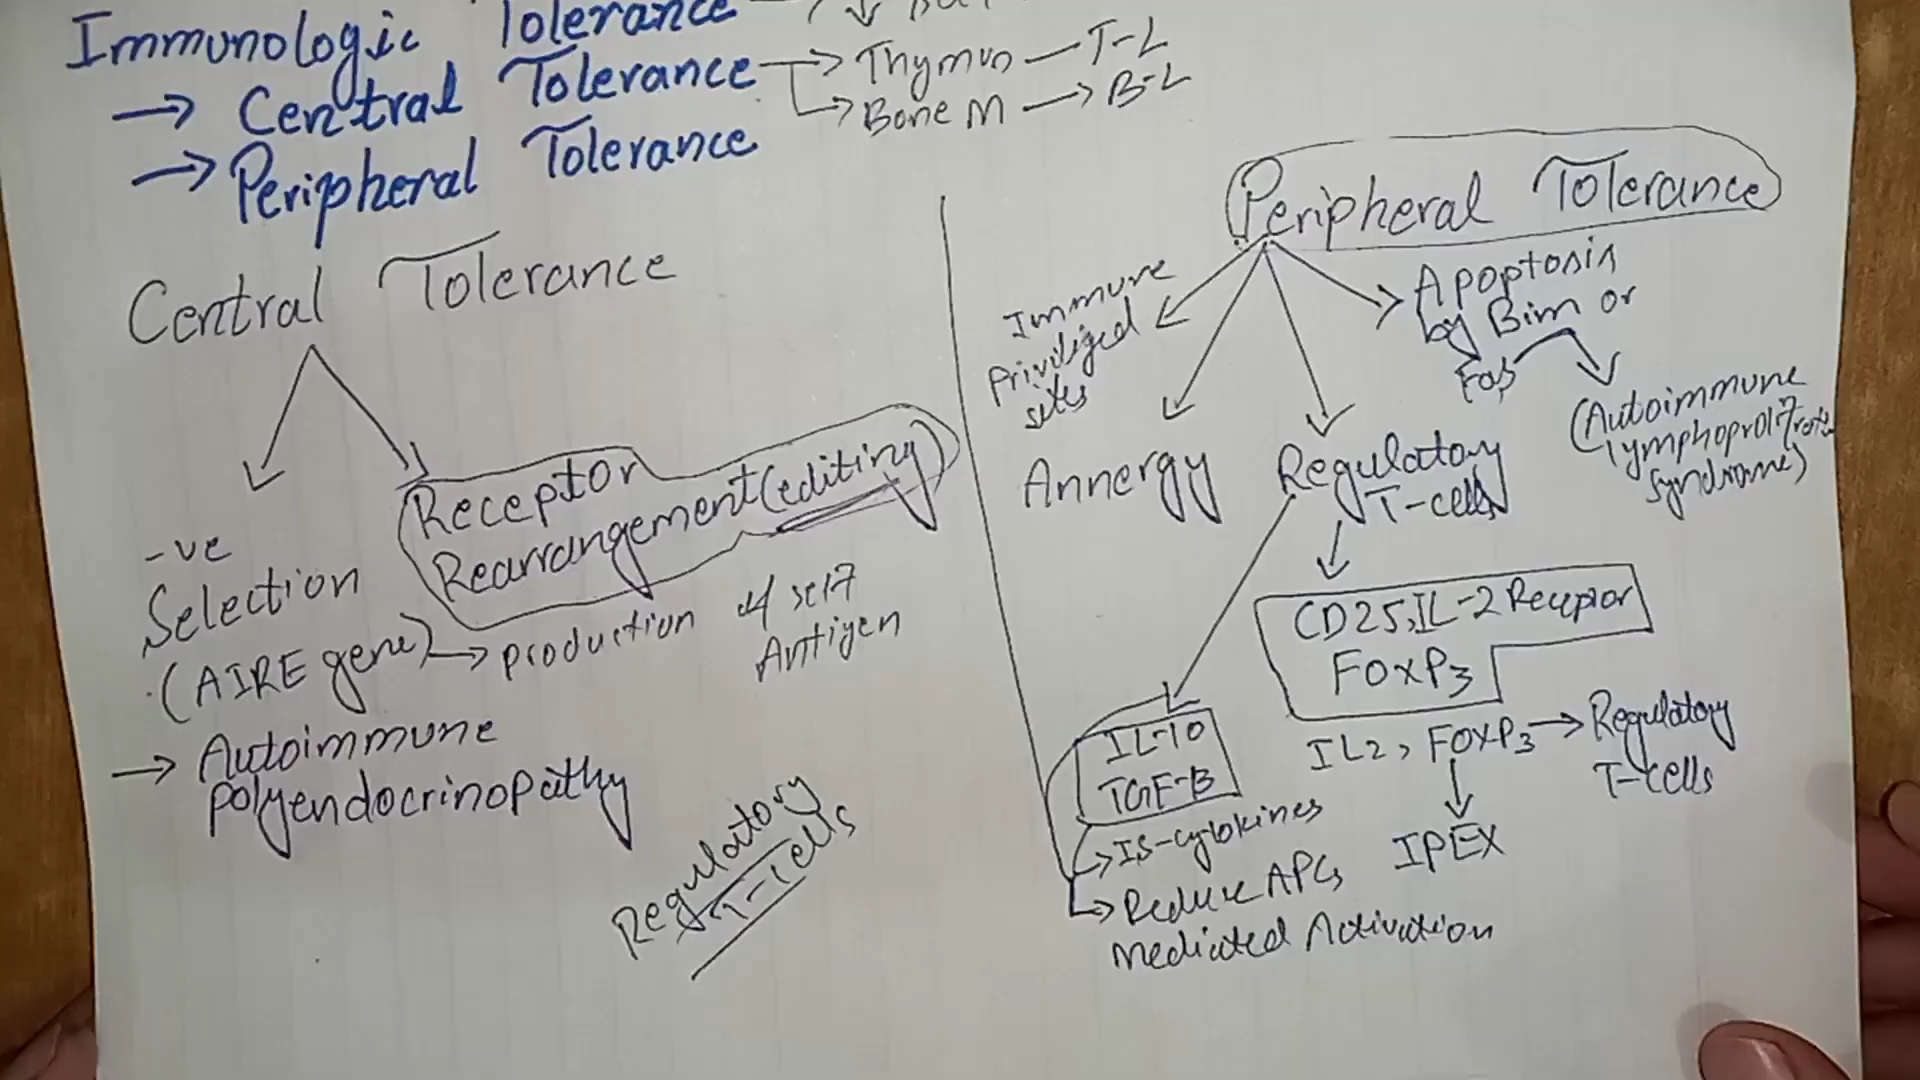 Immunologic Tolerance
→ Central Tolerance → Thymus — T-L
→ Bone M → B-L
→ Peripheral Tolerance
Central Tolerance
-ve
Selection
(AIRE gene) → production of self
Antigen
→ Autoimmune
polyendocrinopathy
Receptor
Rearrangement (editing)
Regulatory
T-cells
Peripheral Tolerance
Immune
Privileged
sites
Annergy
Regulatory
T-cells
Apoptosis
by Bim or
Fas
(Autoimmune
lymphoproliferative
syndrome)
CD25, IL-2 Receptor
FOXP3
IL2, FOXP3 → Regulatory
T-cells
IPEX
IL-10
TGF-B
→ IS-cytokines
→ Reduce APCs
Mediated Activation